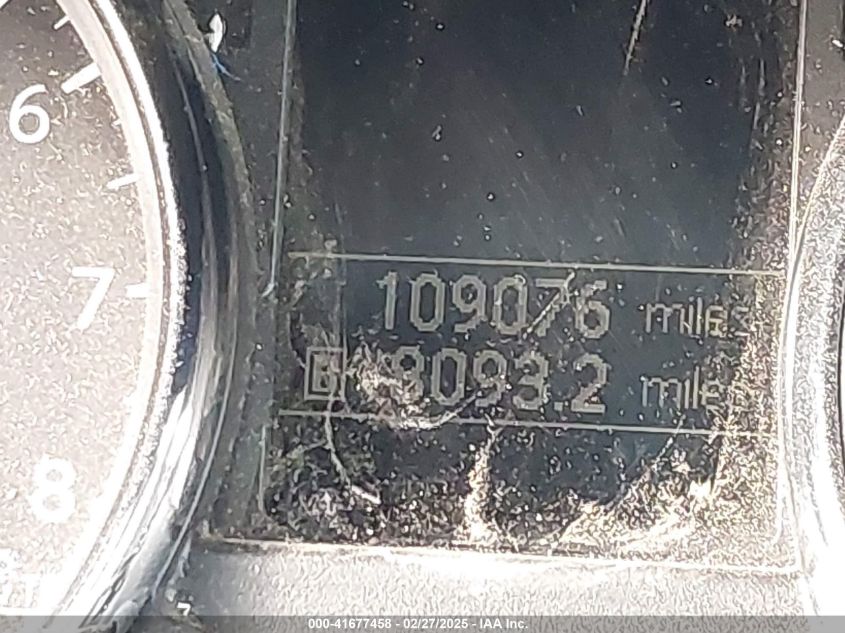 6
7
109076 miles
B 8093.2 miles
8
000-41677458 - 02/27/2025 - IAA Inc.